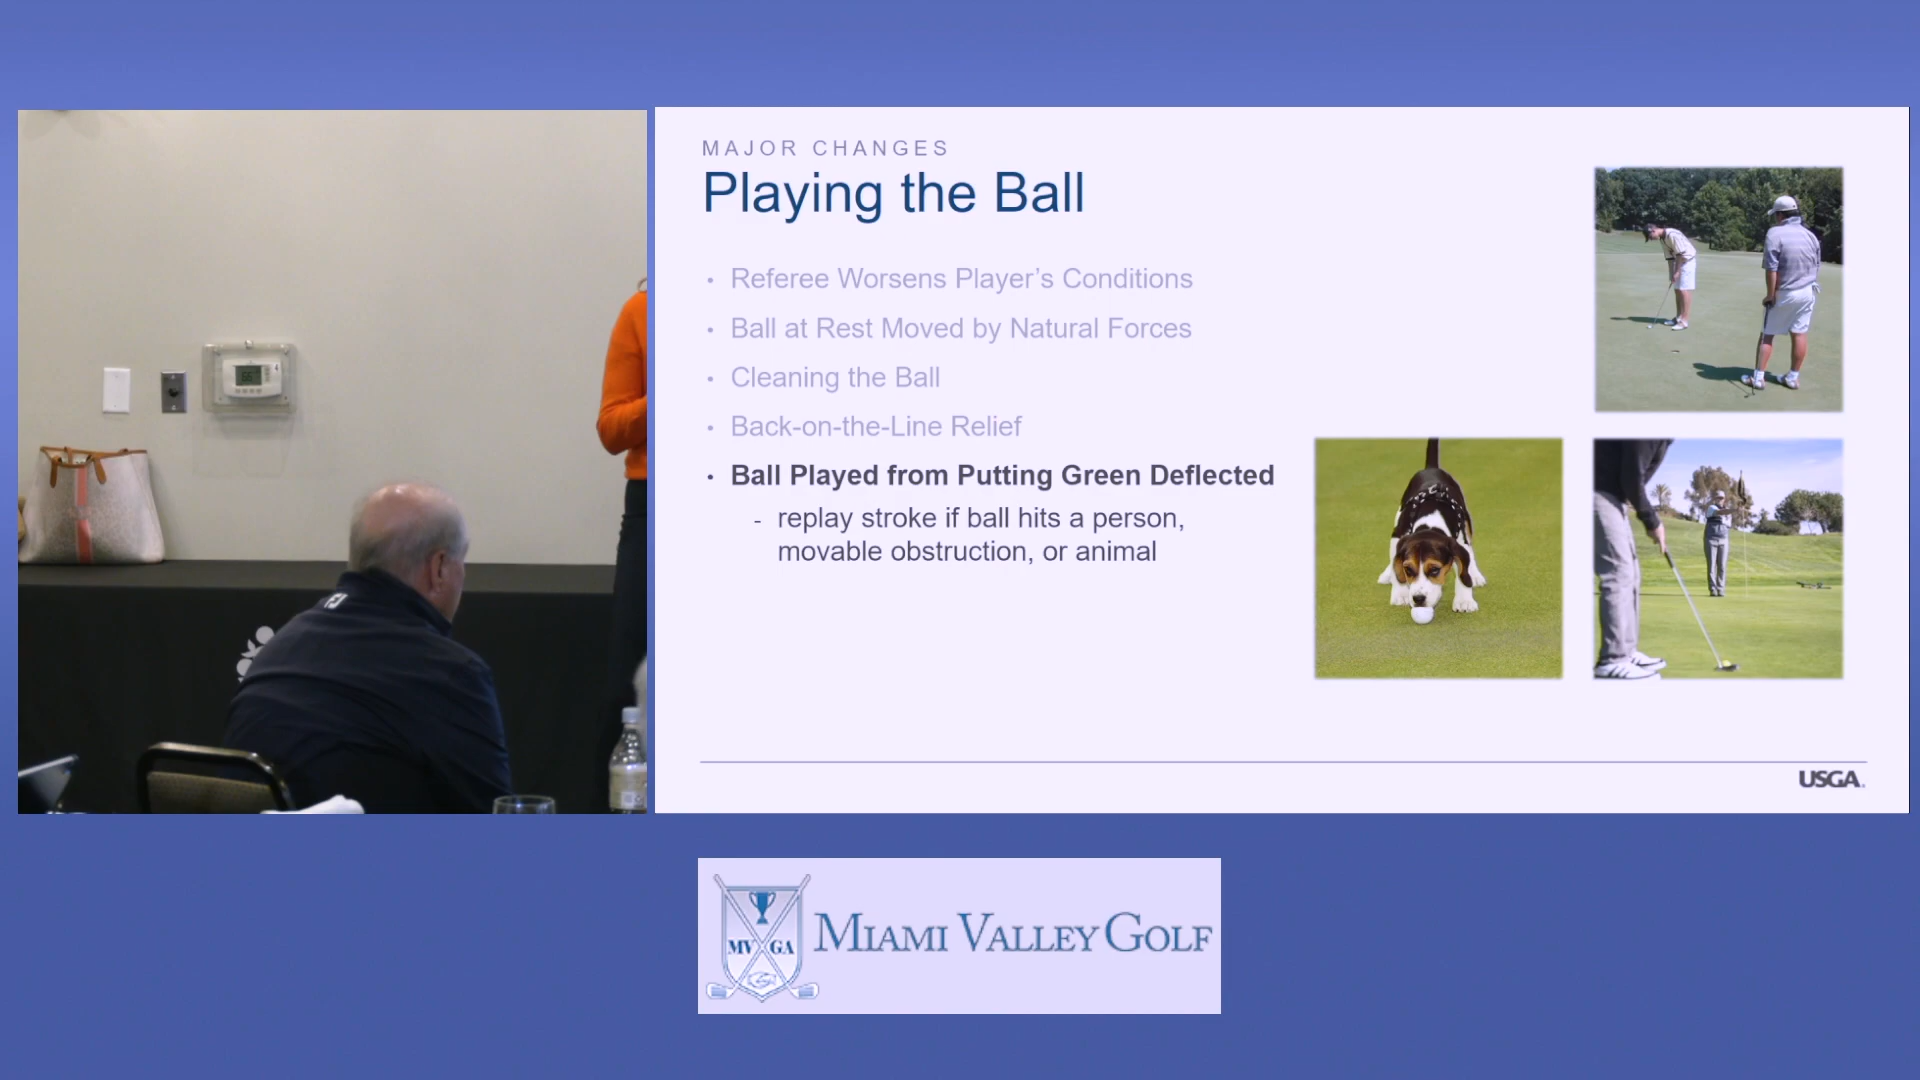 MAJOR CHANGES
Playing the Ball
• Referee Worsens Player’s Conditions
• Ball at Rest Moved by Natural Forces
• Cleaning the Ball
• Back-on-the-Line Relief
• Ball Played from Putting Green Deflected
- replay stroke if ball hits a person,
movable obstruction, or animal
USGA.
FJ
MV GA
MIAMI VALLEY GOLF